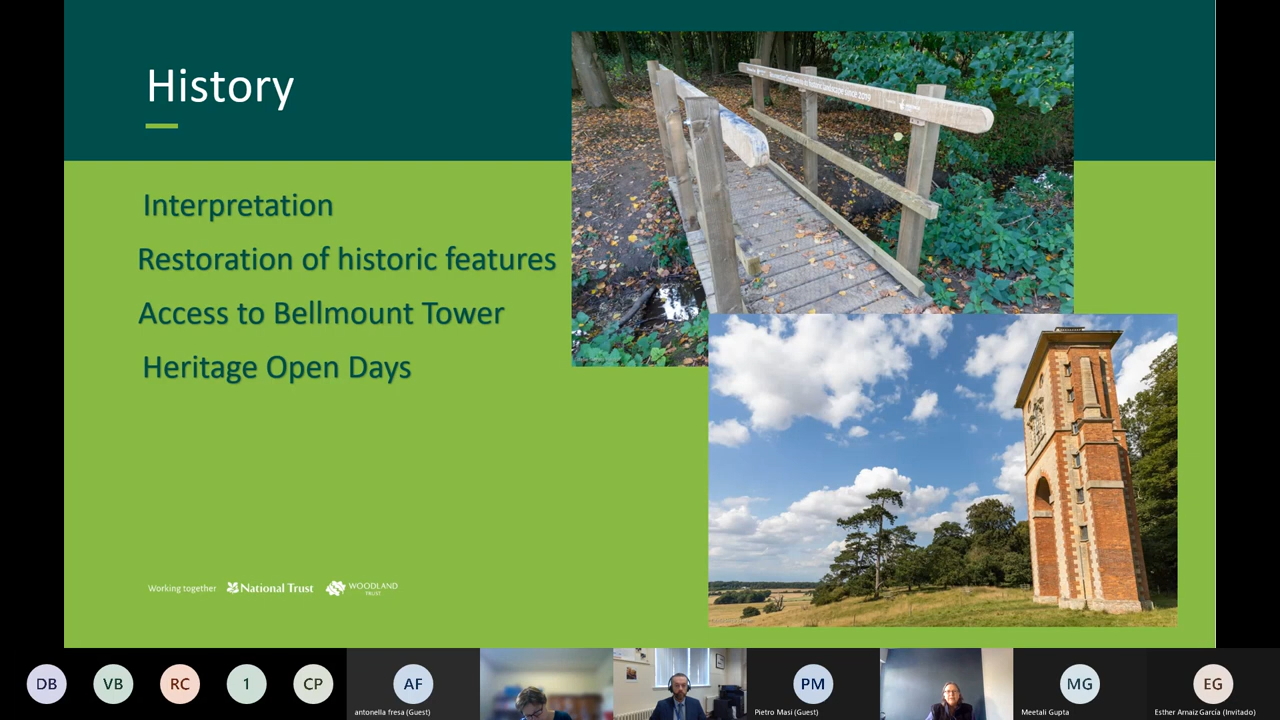 History
Interpretation
Restoration of historic features
Access to Bellmount Tower
Heritage Open Days
Working together
National Trust
WOODLAND
TRUST
DB
VB
RC
1
CP
AF
PM
MG
EG
antonella fresa (Guest)
Pietro Masi (Guest)
Meetali Gupta
Esther Arnaiz García (Invitado)